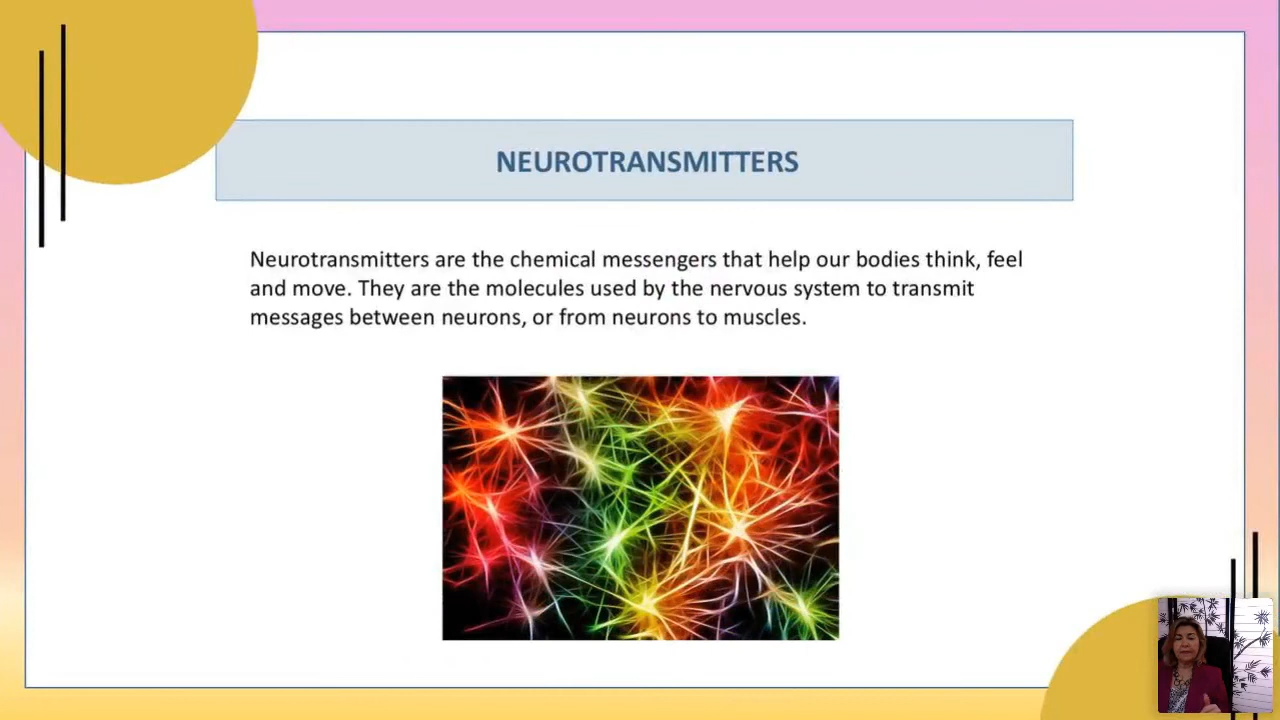 NEUROTRANSMITTERS
Neurotransmitters are the chemical messengers that help our bodies think, feel
and move. They are the molecules used by the nervous system to transmit
messages between neurons, or from neurons to muscles.